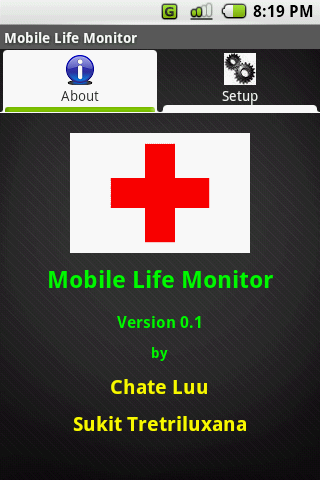 G 8:19 PM
Mobile Life Monitor
About
Setup
Mobile Life Monitor
Version 0.1
by
Chate Luu
Sukit Tretriluxana